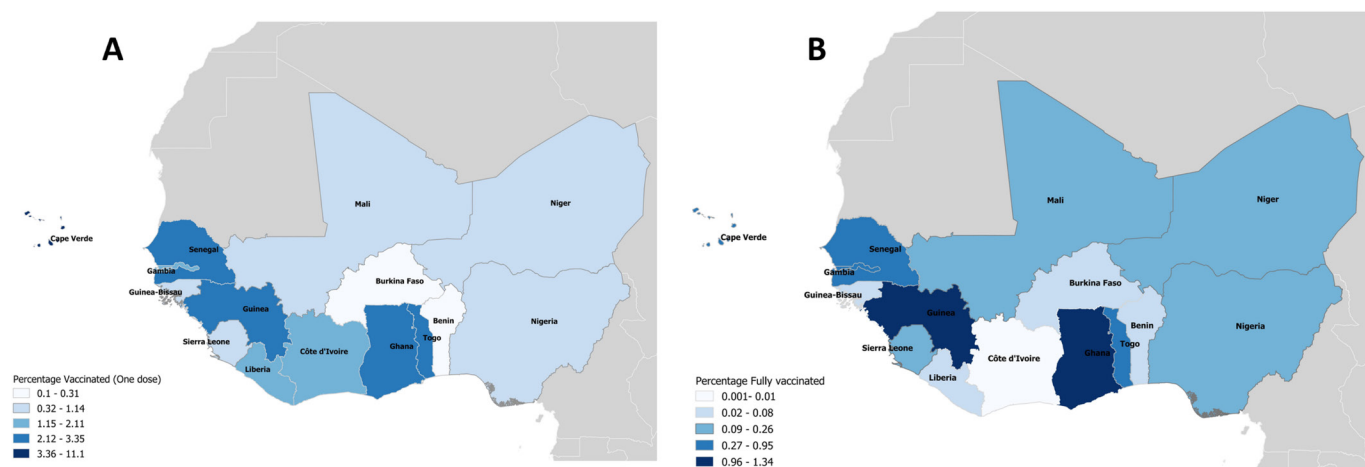 A
Mali
Niger
Cape Verde
Senegal
Gambia
Burkina Faso
Guinea-Bissau
Guinea
Benin
Nigeria
Sierra Leone
Côte d'Ivoire
Ghana
Togo
Liberia
Percentage Vaccinated (One dose)
0.1 - 0.31
0.32 - 1.14
1.15 - 2.11
2.12 - 3.35
3.36 - 11.1
B
Mali
Niger
Cape Verde
Senegal
Gambia
Burkina Faso
Guinea-Bissau
Guinea
Benin
Nigeria
Sierra Leone
Côte d'Ivoire
Ghana
Togo
Liberia
Percentage Fully vaccinated
0.001- 0.01
0.02 - 0.08
0.09 - 0.26
0.27 - 0.95
0.96 - 1.34